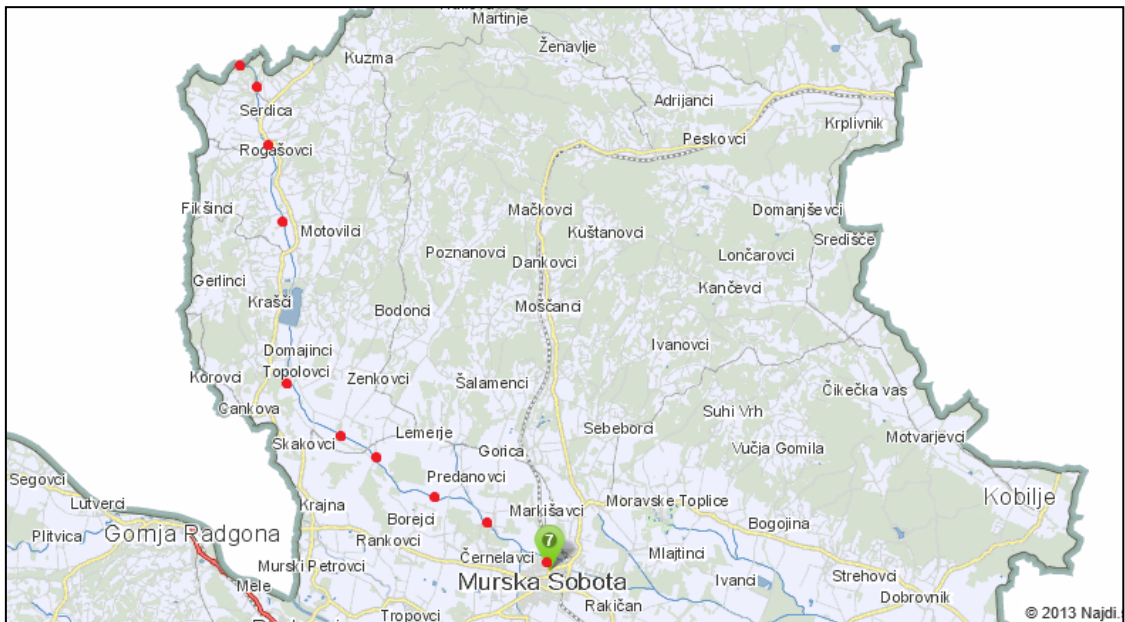 Martinje
Ženavlje
Kuzma
Adrijanci
Serdica
Krplivnik
Peskovci
Rogašovci
Fikšinci
Mačkovci
Domanjševci
Motovilci
Kuštanovci
Središče
Poznanovci
Lončarovci
Dankovci
Gerlinci
Kančevci
Krašči
Bodonci
Moščanci
Ivanovci
Domajinci
Topolovci
Korovci
Ženkovci
Šalamenci
Čikečka vas
Cankova
Suhi Vrh
Sebeborci
Lemerje
Skakovci
Motvarjevci
Vučja Gomila
Gorica
Predanovci
Segovci
Lutverci
Krajna
Markišavci
Moravske Toplice
Kobilje
Borejci
Bogojina
Plitvica
Gornja Radgona
Rankovci
7
Černelavci
Mlajtinci
Murski Petrovci
Murska Sobota
Mele
Ivanci
Strehovci
Dobrovnik
Rakičan
Tropovci
© 2013 Najdi.